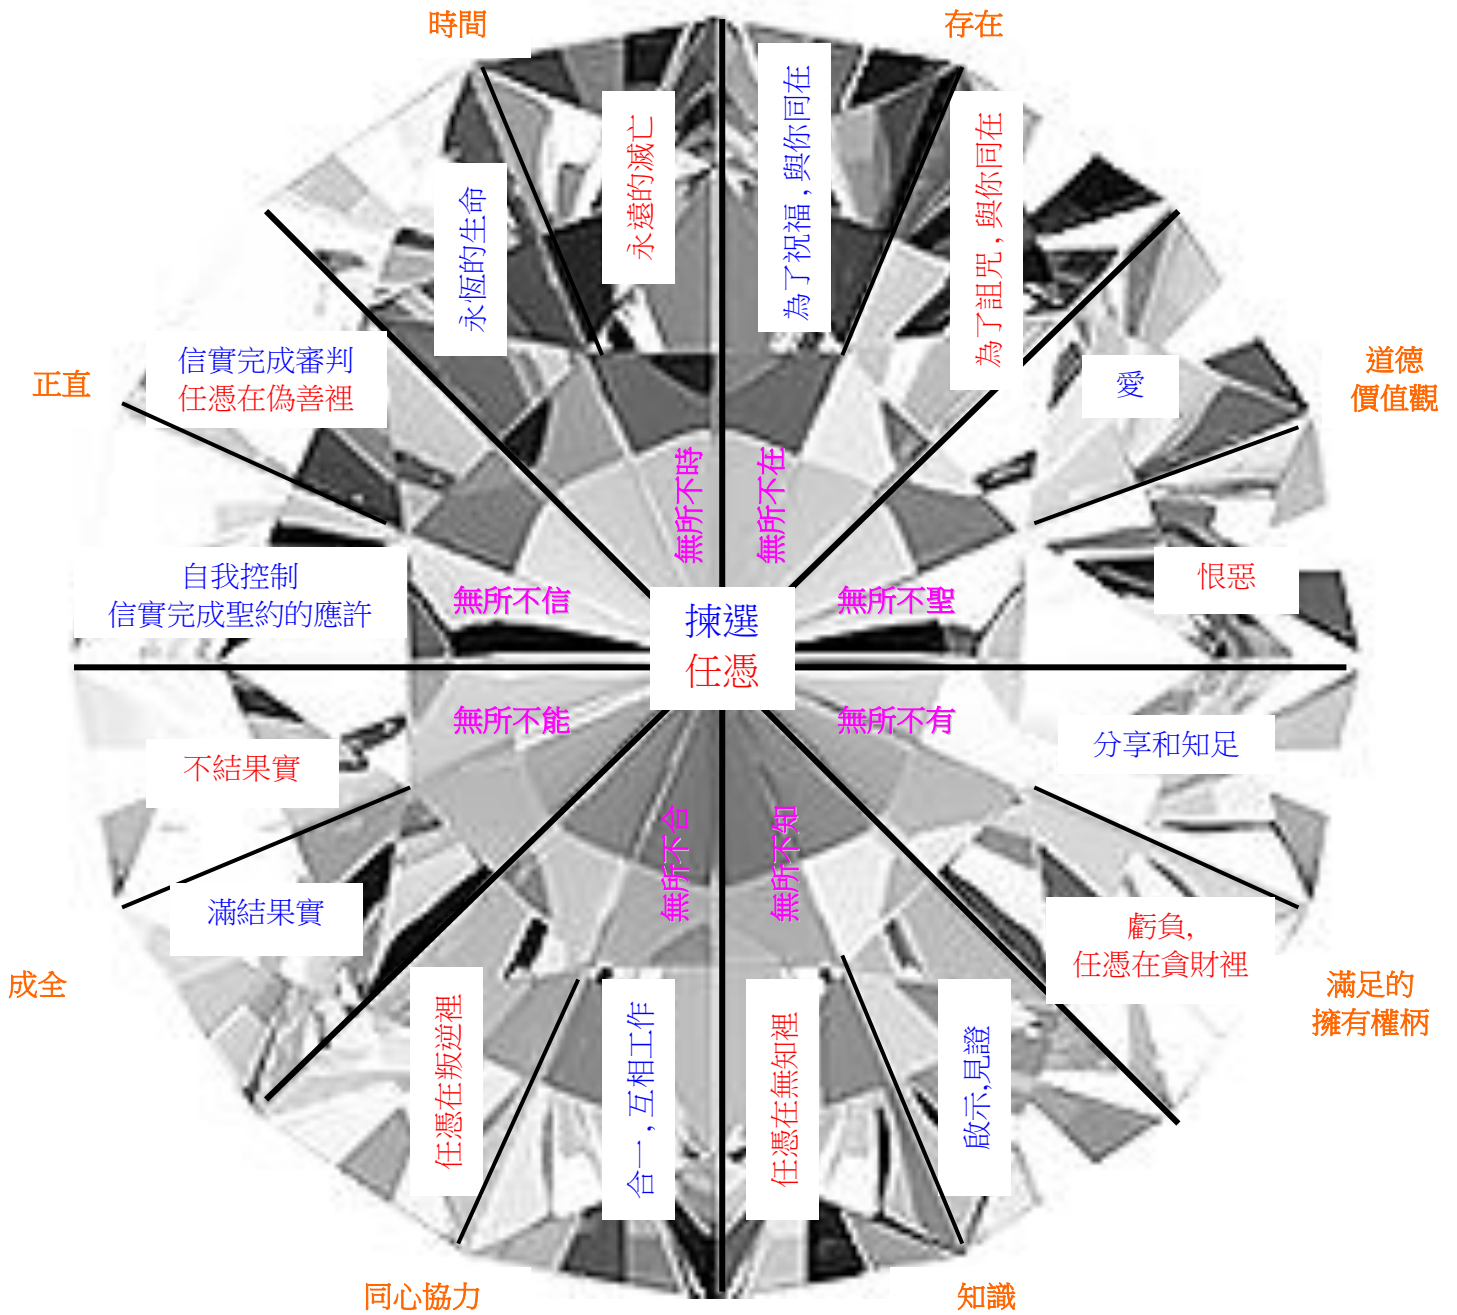 時間
存在
永恆的生命
永遠的滅亡
為了祝福 , 與你同在
為了詛咒 , 與你同在
正直
信實完成審判
任憑在偽善裡
愛
道德
價值觀
無所不時
無所不在
自我控制
信實完成聖約的應許
無所不信
無所不聖
恨惡
揀選
任憑
無所不能
無所不有
不結果實
分享和知足
滿結果實
無所不合
無所不知
虧負,
任憑在貪財裡
成全
滿足的
擁有權柄
任憑在叛逆裡
合一 , 互相工作
任憑在無知裡
啟示,見證
同心協力
知識